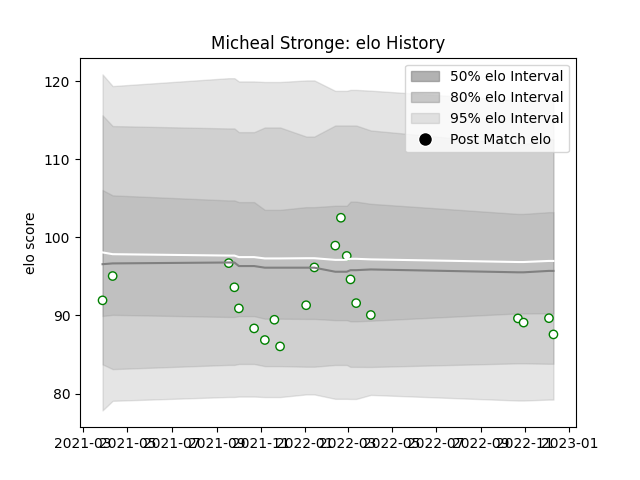 Micheal Stronge: elo History
120
110
100
90
80
elo score
50% elo Interval
80% elo Interval
95% elo Interval
Post Match elo
2021-03 2021-05 2021-07 2021-09 2021-11 2022-01 2022-03 2022-05 2022-07 2022-09 2022-11 2023-01